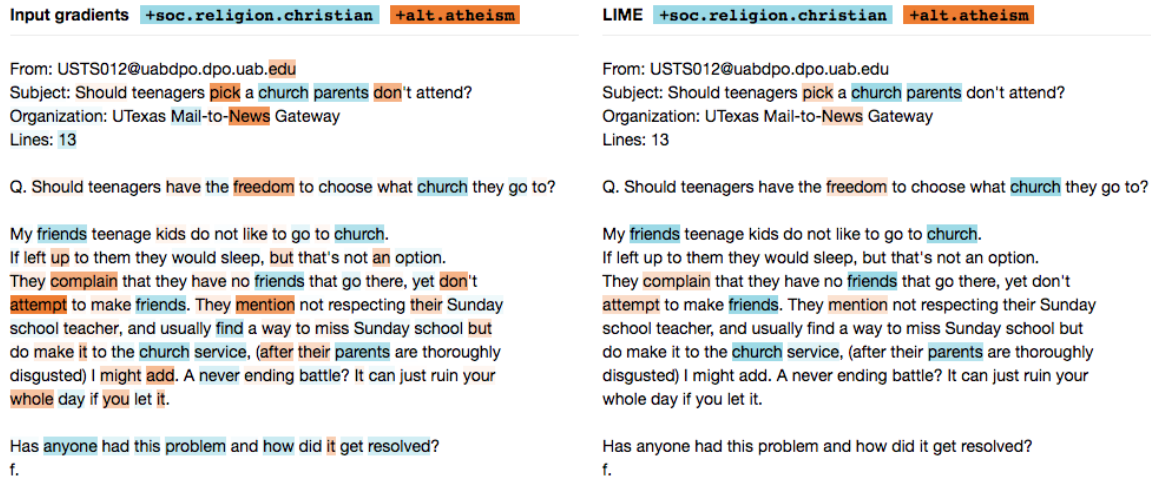 Input gradients +soc.religion.christian +alt.atheism
From: USTS012@uabdpo.dpo.uab.edu
Subject: Should teenagers pick a church parents don't attend?
Organization: UTexas Mail-to-News Gateway
Lines: 13
Q. Should teenagers have the freedom to choose what church they go to?
My friends teenage kids do not like to go to church.
If left up to them they would sleep, but that's not an option.
They complain that they have no friends that go there, yet don't
attempt to make friends. They mention not respecting their Sunday
school teacher, and usually find a way to miss Sunday school but
do make it to the church service, (after their parents are thoroughly
disgusted) I might add. A never ending battle? It can just ruin your
whole day if you let it.
Has anyone had this problem and how did it get resolved?
f.
LIME +soc.religion.christian +alt.atheism
From: USTS012@uabdpo.dpo.uab.edu
Subject: Should teenagers pick a church parents don't attend?
Organization: UTexas Mail-to-News Gateway
Lines: 13
Q. Should teenagers have the freedom to choose what church they go to?
My friends teenage kids do not like to go to church.
If left up to them they would sleep, but that's not an option.
They complain that they have no friends that go there, yet don't
attempt to make friends. They mention not respecting their Sunday
school teacher, and usually find a way to miss Sunday school but
do make it to the church service, (after their parents are thoroughly
disgusted) I might add. A never ending battle? It can just ruin your
whole day if you let it.
Has anyone had this problem and how did it get resolved?
f.